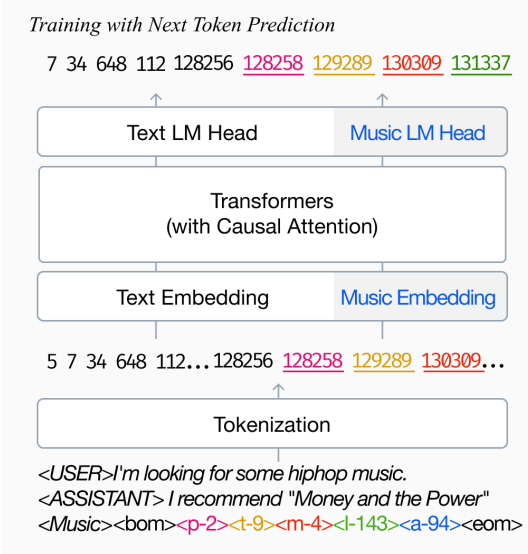 Training with Next Token Prediction
7 34 648 112 128256 128258 129289 130309 131337
Text LM Head Music LM Head
Transformers
(with Causal Attention)
Text Embedding Music Embedding
5 7 34 648 112... 128256 128258 129289 130309...
Tokenization
<USER>I'm looking for some hiphop music.
<ASSISTANT> I recommend "Money and the Power"
<Music><bom><p-2><t-9><m-4><l-143><a-94><eom>